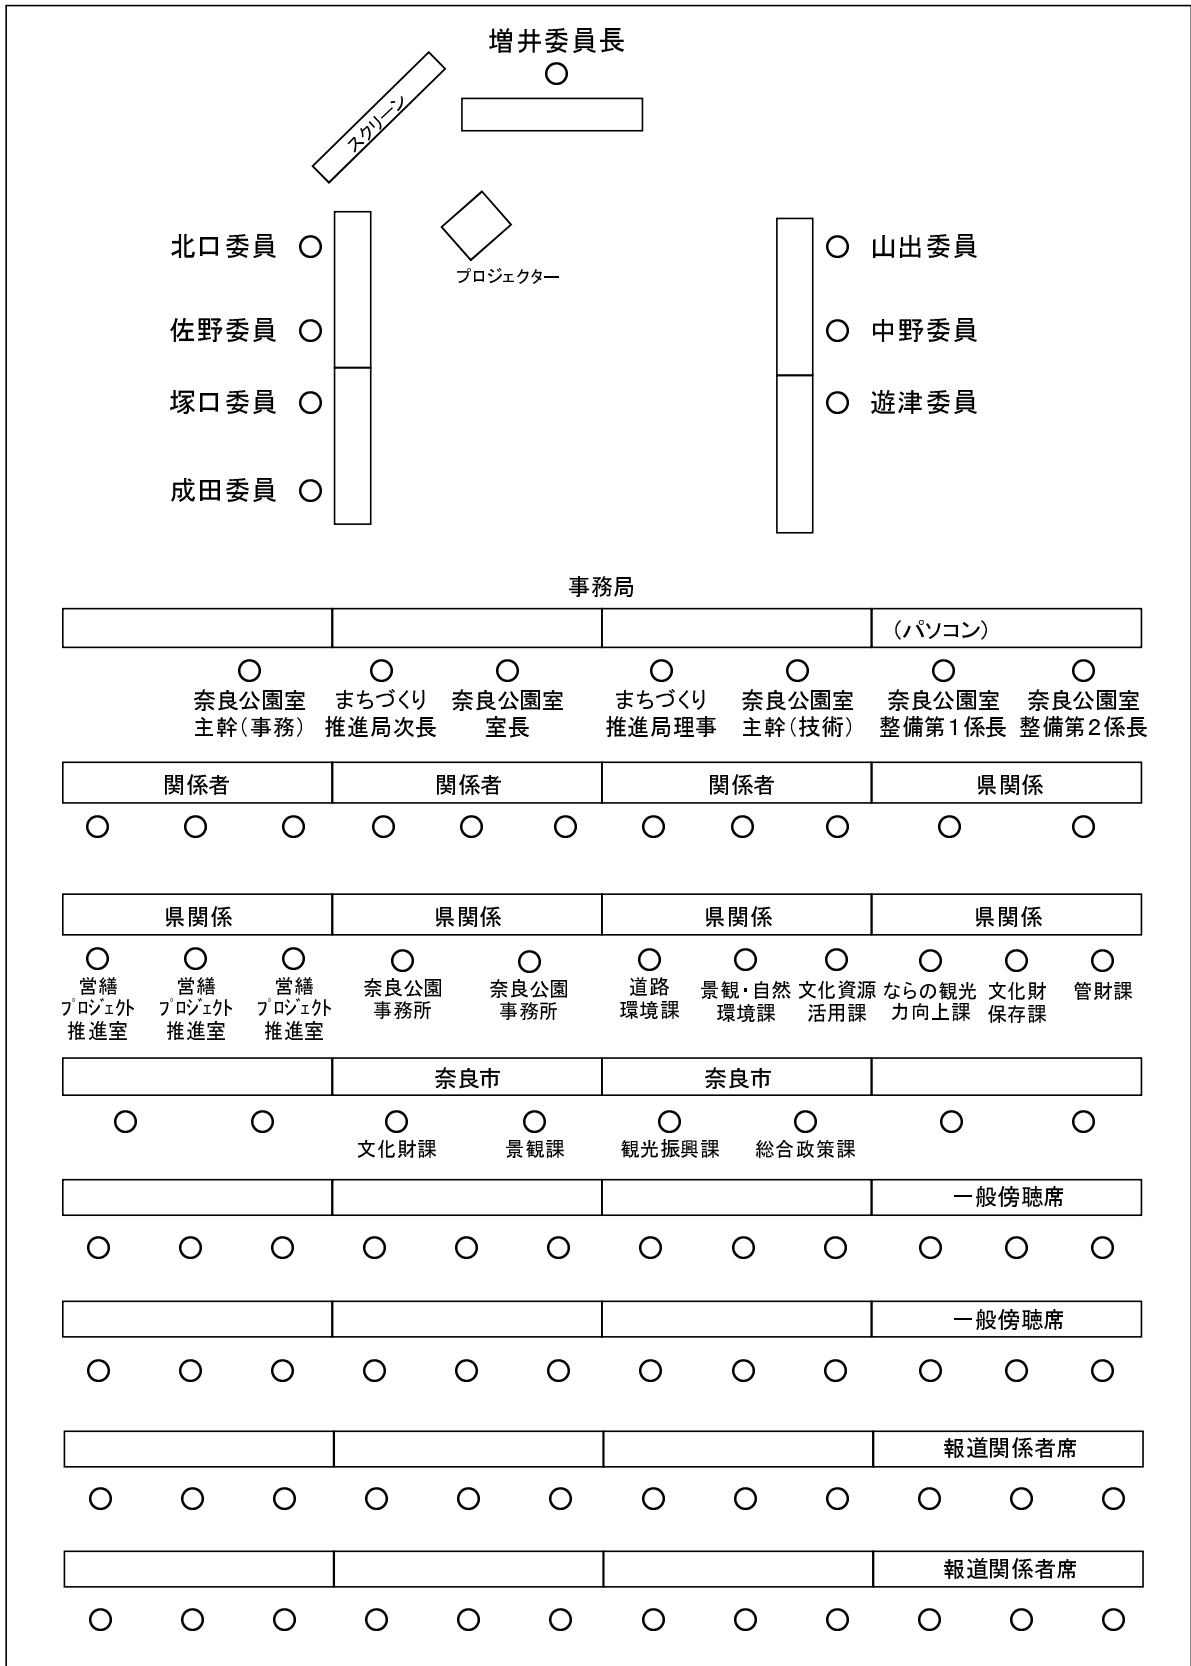 増井委員長
スクリーン
プロジェクター
北口委員
山出委員
佐野委員
中野委員
塚口委員
遊津委員
成田委員
事務局
(パソコン)
奈良公園室
主幹(事務)
まちづくり
推進局次長
奈良公園室
室長
まちづくり
推進局理事
奈良公園室
主幹(技術)
奈良公園室
整備第1係長
奈良公園室
整備第2係長
関係者
関係者
関係者
県関係
県関係
県関係
県関係
県関係
営繕
プロジェクト
推進室
営繕
プロジェクト
推進室
営繕
プロジェクト
推進室
奈良公園
事務所
奈良公園
事務所
道路
環境課
景観・自然
環境課
文化資源
活用課
ならの観光
力向上課
文化財
保存課
管財課
奈良市
奈良市
文化財課
景観課
観光振興課
総合政策課
一般傍聴席
一般傍聴席
報道関係者席
報道関係者席